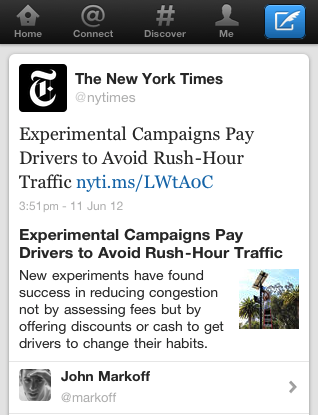 Home Connect Discover Me
The New York Times
@nytimes
Experimental Campaigns Pay
Drivers to Avoid Rush-Hour
Traffic nyti.ms/LWtA0C
3:51pm - 11 Jun 12
Experimental Campaigns Pay
Drivers to Avoid Rush-Hour Traffic
New experiments have found
success in reducing congestion
not by assessing fees but by
offering discounts or cash to get
drivers to change their habits.
John Markoff
@markoff